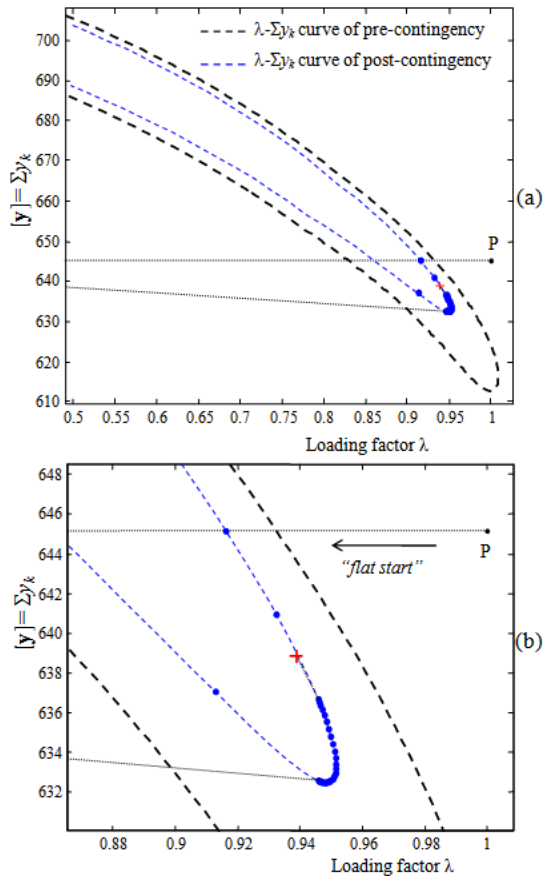 λ-Σyₖ curve of pre-contingency
λ-Σyₖ curve of post-contingency
[y]= Σyₖ
700
690
680
670
660
650
640
630
620
610
P
(a)
0.5 0.55 0.6 0.65 0.7 0.75 0.8 0.85 0.9 0.95 1
Loading factor λ
[y]= Σyₖ
648
646
644
642
640
638
636
634
632
P
“flat start”
(b)
0.88 0.9 0.92 0.94 0.96 0.98 1
Loading factor λ